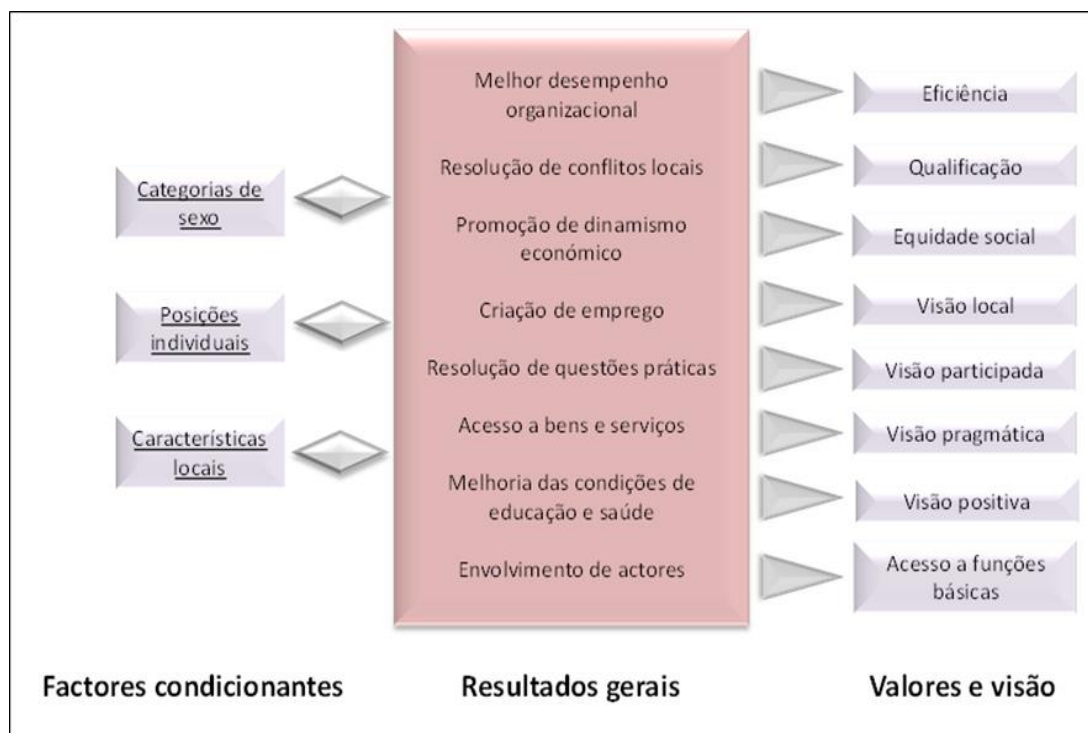 Categorias de
sexo
Posições
individuais
Características
locais
Factores condicionantes
Melhor desempenho
organizacional
Resolução de conflitos locais
Promoção de dinamismo
económico
Criação de emprego
Resolução de questões práticas
Acesso a bens e serviços
Melhoria das condições de
educação e saúde
Envolvimento de actores
Resultados gerais
Eficiência
Qualificação
Equidade social
Visão local
Visão participada
Visão pragmática
Visão positiva
Acesso a funções
básicas
Valores e visão